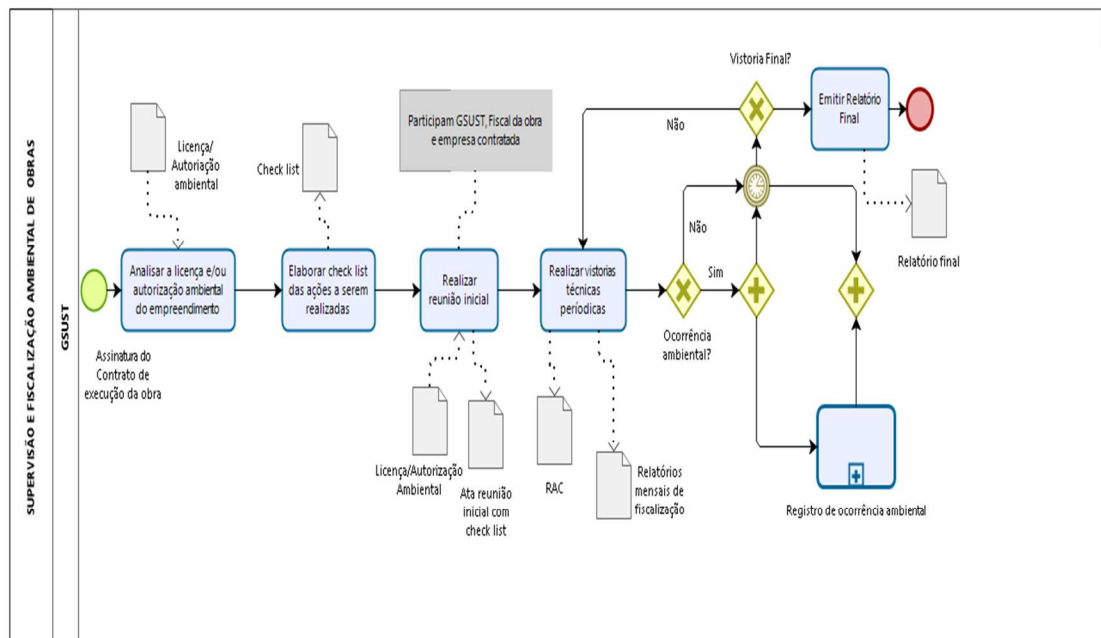 SUPERVISÃO E FISCALIZAÇÃO AMBIENTAL DE OBRAS
GSUST
Assinatura do
Contrato de
execução da obra
Licença/
Autoriação
ambiental
Analisar a licença e/ou
autorização ambiental
do empreendimento
Check list
Elaborar check list
das ações a serem
realizadas
Participam GSUST, Fiscal da obra
e empresa contratada
Realizar
reunião inicial
Licença/Autorização
Ambiental
Ata reunião
inicial com
check list
Realizar vistorias
técnicas
períodicas
RAC
Relatórios
mensais de
fiscalização
Ocorrência
ambiental?
Não
Sim
Registro de ocorrência ambiental
Vistoria Final?
Não
Emitir Relatório
Final
Relatório final